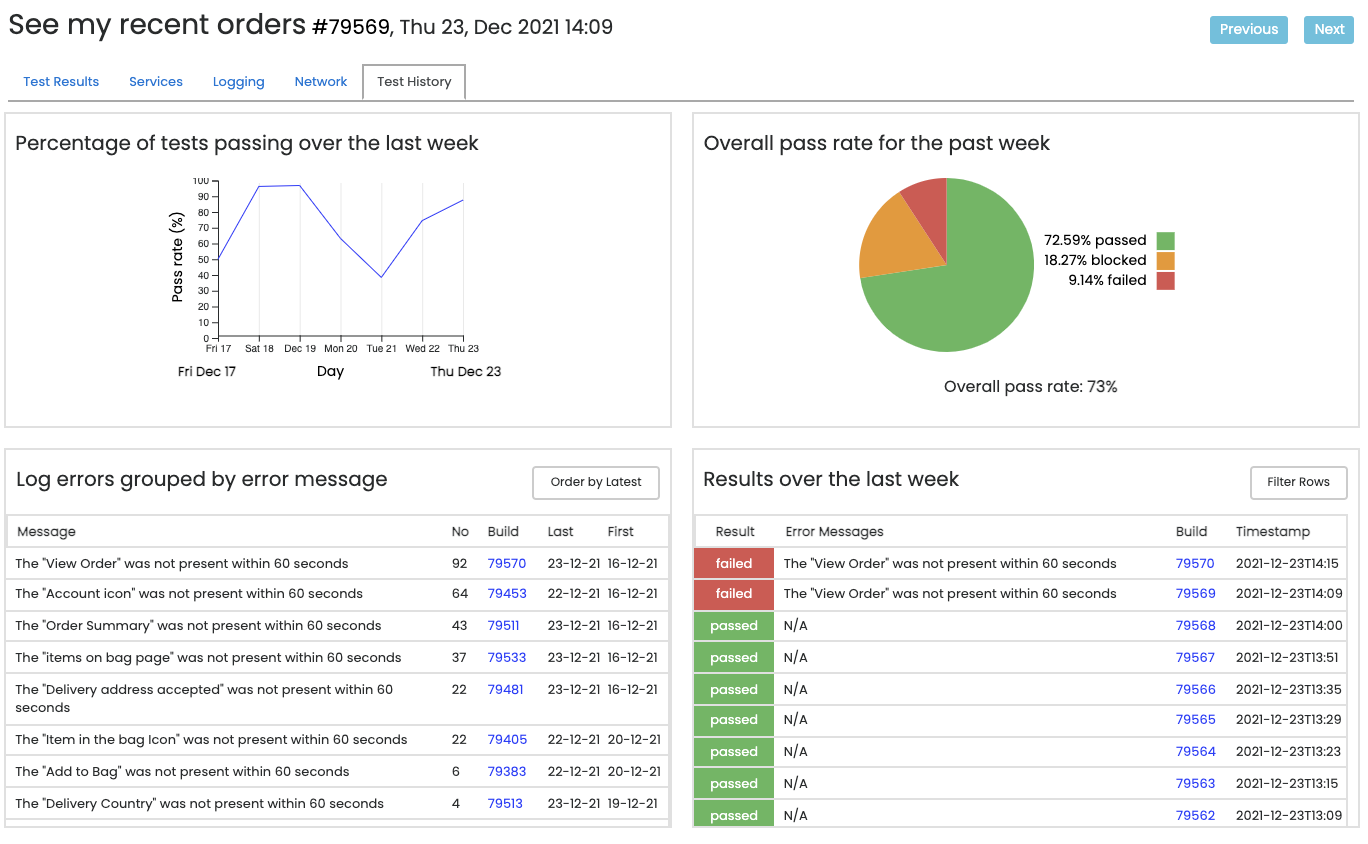 See my recent orders #79569, Thu 23, Dec 2021 14:09
Previous
Next
Test Results
Services
Logging
Network
Test History
Percentage of tests passing over the last week
100
90
80
70
60
50
40
30
20
10
0
Pass rate (%)
Fri 17 Sat 18 Dec 19 Mon 20 Tue 21 Wed 22 Thu 23
Fri Dec 17 Day Thu Dec 23
Overall pass rate for the past week
72.59% passed
18.27% blocked
9.14% failed
Overall pass rate: 73%
Log errors grouped by error message
Order by Latest
Message No Build Last First
The "View Order" was not present within 60 seconds 92 79570 23-12-21 16-12-21
The "Account icon" was not present within 60 seconds 64 79453 22-12-21 16-12-21
The "Order Summary" was not present within 60 seconds 43 79511 23-12-21 16-12-21
The "items on bag page" was not present within 60 seconds 37 79533 23-12-21 16-12-21
The "Delivery address accepted" was not present within 60 22 79481 23-12-21 16-12-21
seconds
The "Item in the bag Icon" was not present within 60 seconds 22 79405 22-12-21 20-12-21
The "Add to Bag" was not present within 60 seconds 6 79383 22-12-21 20-12-21
The "Delivery Country" was not present within 60 seconds 4 79513 23-12-21 19-12-21
Results over the last week
Filter Rows
Result Error Messages Build Timestamp
failed The "View Order" was not present within 60 seconds 79570 2021-12-23T14:15
failed The "View Order" was not present within 60 seconds 79569 2021-12-23T14:09
passed N/A 79568 2021-12-23T14:00
passed N/A 79567 2021-12-23T13:51
passed N/A 79566 2021-12-23T13:35
passed N/A 79565 2021-12-23T13:29
passed N/A 79564 2021-12-23T13:23
passed N/A 79563 2021-12-23T13:15
passed N/A 79562 2021-12-23T13:09